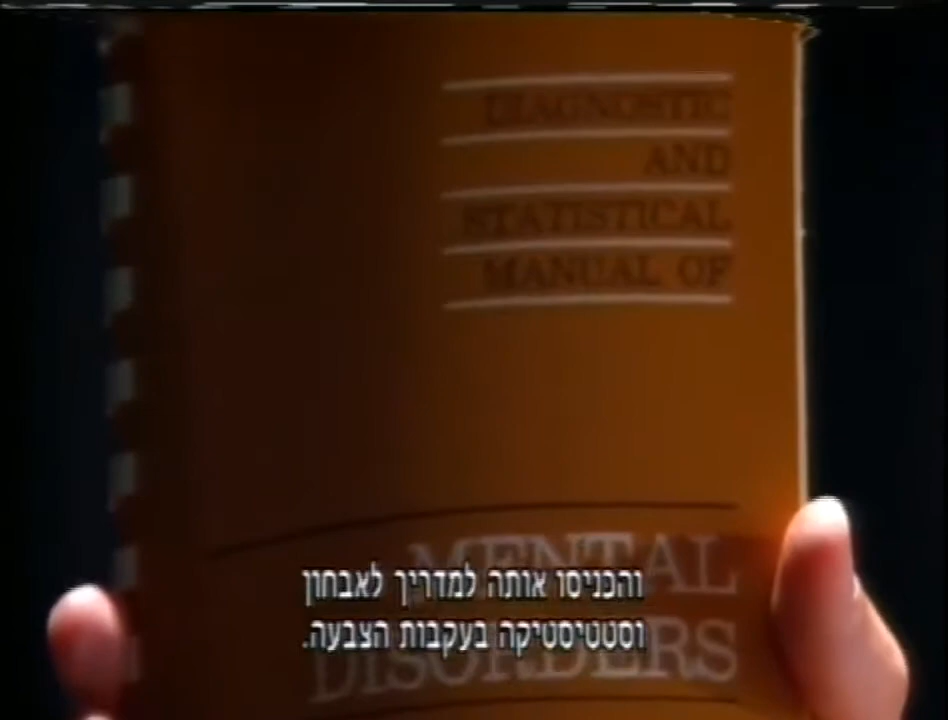 DIAGNOSTIC
AND
STATISTICAL
MANUAL OF
MENTAL
DISORDERS
והכניסו אותה למדריך לאבחון
וסטטיסטיקה בעקבות הצבעה.